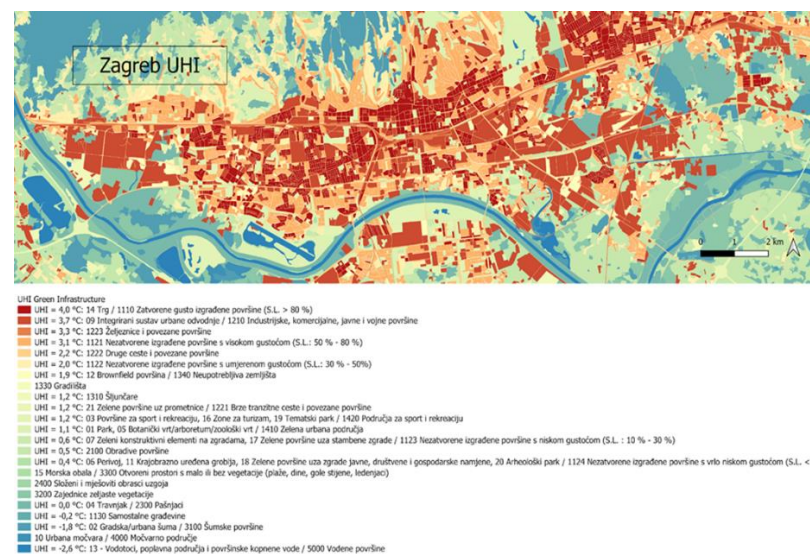 Zagreb UHI
0 1 2 km
UHI Green Infrastructure
UHI = 4,0 °C: 14 Trg / 1110 Zatvorene gusto izgrađene površine (S.L. > 80 %)
UHI = 3,7 °C: 09 Integrirani sustav urbane odvodnje / 1210 Industrijske, komercijalne, javne i vojne površine
UHI = 3,3 °C: 1223 Željeznice i povezane površine
UHI = 3,1 °C: 1121 Nezatvorene izgrađene površine s visokom gustoćom (S.L.: 50 % - 80 %)
UHI = 2,2 °C: 1222 Druge ceste i povezane površine
UHI = 2,0 °C: 1122 Nezatvorene izgrađene površine s umjerenom gustoćom (S.L.: 30 % - 50%)
UHI = 1,9 °C: 12 Brownfield površina / 1340 Neupotrebljiva zemljišta
1330 Gradilišta
UHI = 1,2 °C: 1310 Šljunčare
UHI = 1,2 °C: 21 Zelene površine uz prometnice / 1221 Brze tranzitne ceste i povezane površine
UHI = 1,2 °C: 03 Površine za sport i rekreaciju, 16 Zone za turizam, 19 Tematski park / 1420 Područja za sport i rekreaciju
UHI = 1,1 °C: 01 Park, 05 Botanički vrt/arboretum/zoološki vrt / 1410 Zelena urbana područja
UHI = 0,6 °C: 07 Zeleni konstruktivni elementi na zgradama, 17 Zelene površine uza stambene zgrade / 1123 Nezatvorene izgrađene površine s niskom gustoćom (S.L. : 10 % - 30 %)
UHI = 0,5 °C: 2100 Obradive površine
UHI = 0,4 °C: 06 Perivoj, 11 Krajobrazno uređena groblja, 18 Zelene površine uza zgrade javne, društvene i gospodarske namjene, 20 Arheološki park / 1124 Nezatvorene izgrađene površine s vrlo niskom gustoćom (S.L. <
15 Morska obala / 3300 Otvoreni prostori s malo ili bez vegetacije (plaže, dine, gole stijene, ledenjaci)
2400 Složeni i mješoviti obrasci uzgoja
3200 Zajednice zeljaste vegetacije
UHI = 0,0 °C: 04 Travnjak / 2300 Pašnjaci
UHI = -0,2 °C: 1130 Samostalne građevine
UHI = -1,8 °C: 02 Gradska/urbana šuma / 3100 Šumske površine
10 Urbana močvara / 4000 Močvarno područje
UHI = -2,6 °C: 13 - Vodotoci, poplavna područja i površinske kopnene vode / 5000 Vodene površine